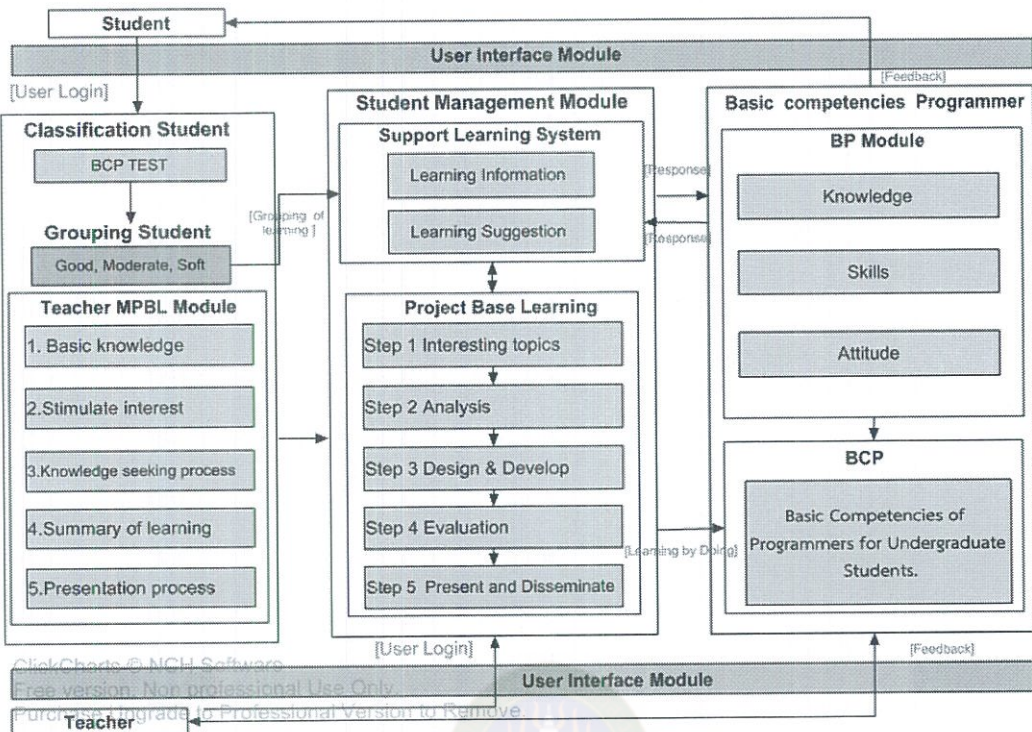 Student
User Interface Module
[User Login]
[Feedback]
Classification Student
BCP TEST
Grouping Student
Good, Moderate, Soft
[Grouping of
learning ]
Teacher MPBL Module
1. Basic knowledge
2.Stimulate interest
3.Knowledge seeking process
4.Summary of learning
5.Presentation process
Student Management Module
Support Learning System
Learning Information
Learning Suggestion
[Response]
[Response]
Project Base Learning
Step 1 Interesting topics
Step 2 Analysis
Step 3 Design & Develop
Step 4 Evaluation
Step 5 Present and Disseminate
[Learning by Doing]
Basic competencies Programmer
BP Module
Knowledge
Skills
Attitude
BCP
Basic Competencies of
Programmers for Undergraduate
Students.
[User Login]
[Feedback]
ClickCharts © NCH Software
User Interface Module
Free version. Non professional Use Only.
Purchase Upgrade to Professional Version to Remove.
Teacher